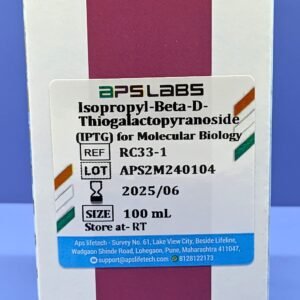 APS LABS
Isopropyl-Beta-D-
Thiogalactopyranoside
(IPTG) for Molecular Biology
REF RC33-1
LOT APS2M240104
2025/06
SIZE 100 mL
Store at- RT
Aps lifetech - Survey No. 61, Lake View City, Beside Lifeline,
Wadgaon Shinde Road, Lohegaon, Pune, Maharashtra 411047,
support@apslifetech.com 8128122173